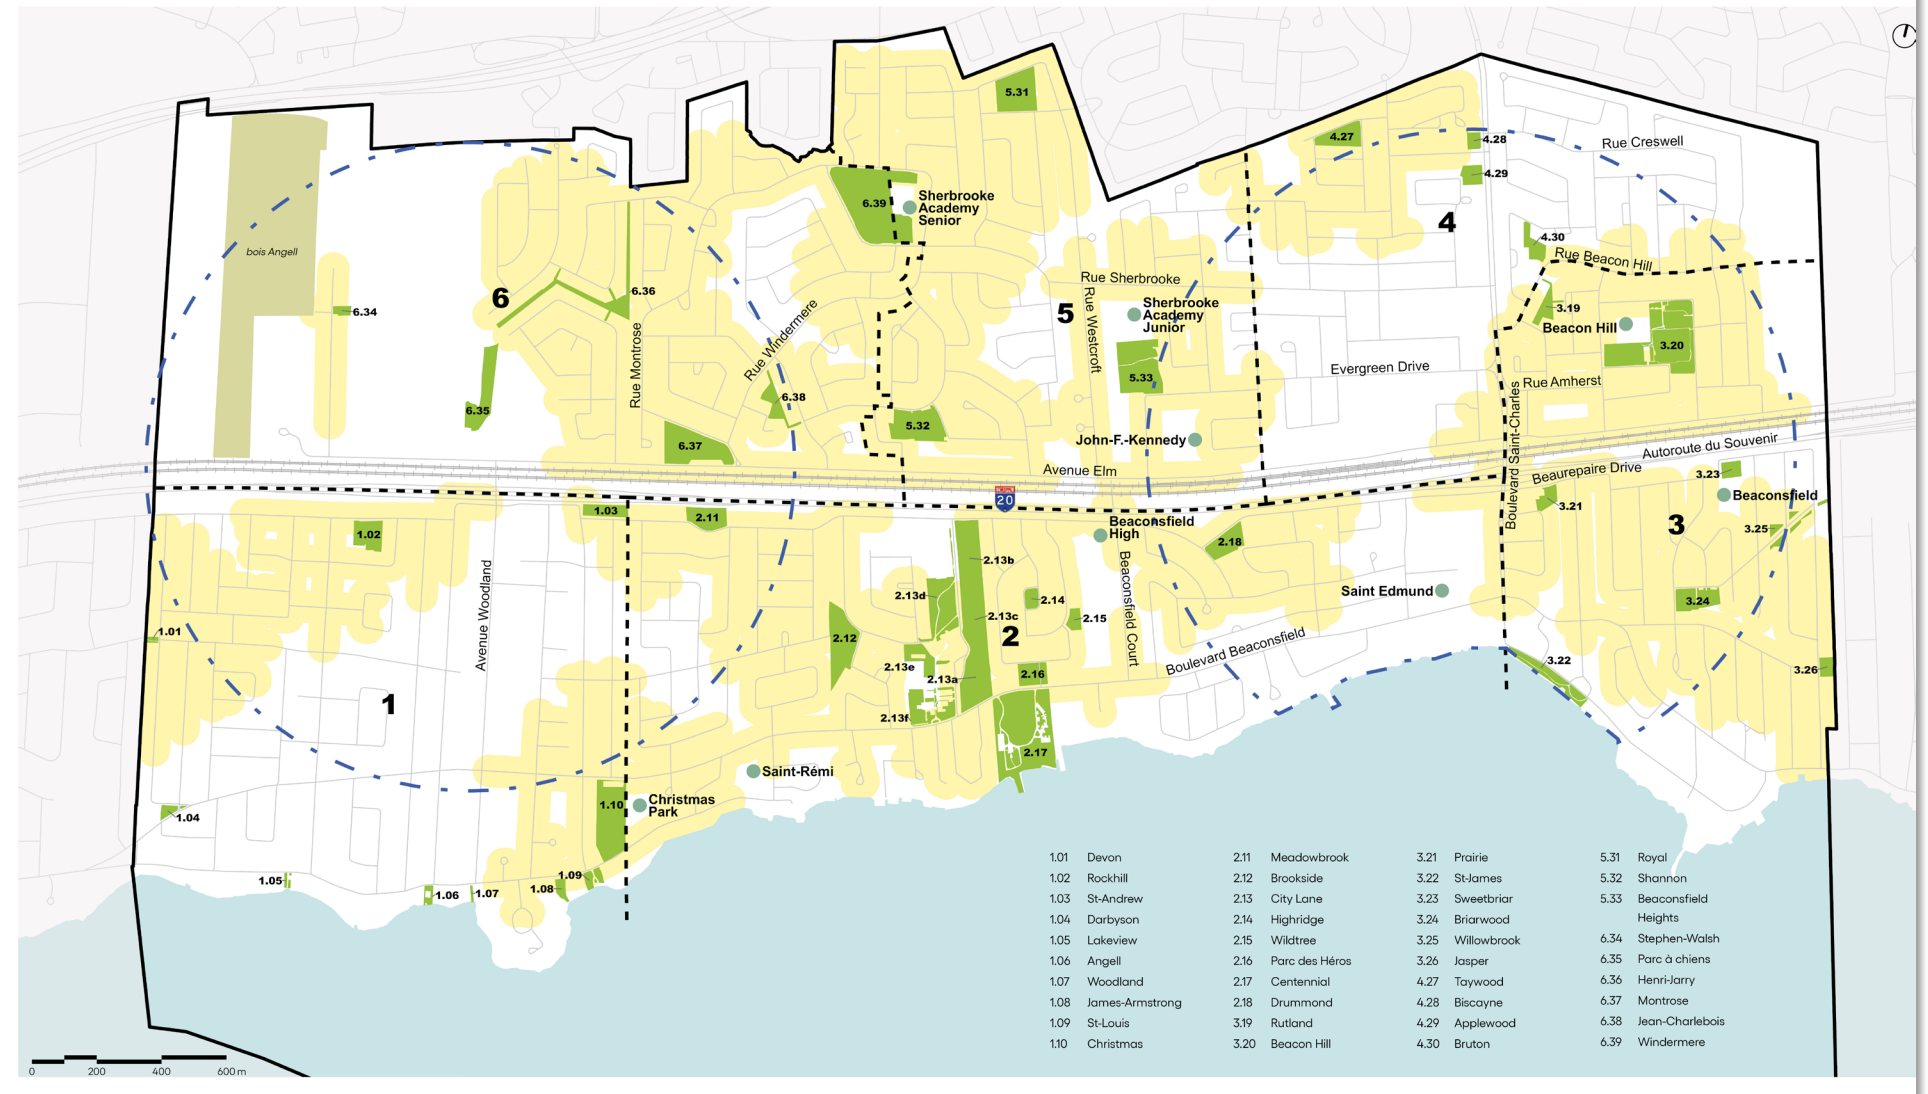 5.31
4.27
4.28
Rue Creswell
4.29
Sherbrooke
Academy
Senior
6.39
4
4.30
bois Angell
Rue Beacon Hill
6
6.36
Rue Sherbrooke
6.34
Rue Windermere
5
Rue Westcroft
Sherbrooke
Academy
Junior
3.19
Beacon Hill
3.20
Rue Montrose
Evergreen Drive
5.33
Rue Amherst
6.38
6.35
5.32
6.37
John-F.-Kennedy
Boulevard Saint-Charles
Autoroute du Souvenir
Avenue Elm
Beaurepaire Drive
3.23
20
Beaconsfield
1.03
2.11
3.21
Beaconsfield
High
3
3.25
1.02
2.18
2.13b
Avenue Woodland
Beaconsfield Court
Saint Edmund
2.13d
2.14
3.24
2.13c
2.15
1.01
2.12
2
Boulevard Beaconsfield
2.13e
2.13a
2.16
3.22
3.26
1
2.13f
2.17
Saint-Rémi
1.10
Christmas
Park
1.04
1.05
1.06
1.07
1.08
1.09
1.01 Devon
1.02 Rockhill
1.03 St-Andrew
1.04 Darbyson
1.05 Lakeview
1.06 Angell
1.07 Woodland
1.08 James-Armstrong
1.09 St-Louis
1.10 Christmas
2.11 Meadowbrook
2.12 Brookside
2.13 City Lane
2.14 Highridge
2.15 Wildtree
2.16 Parc des Héros
2.17 Centennial
2.18 Drummond
3.19 Rutland
3.20 Beacon Hill
3.21 Prairie
3.22 St-James
3.23 Sweetbriar
3.24 Briarwood
3.25 Willowbrook
3.26 Jasper
4.27 Taywood
4.28 Biscayne
4.29 Applewood
4.30 Bruton
5.31 Royal
5.32 Shannon
5.33 Beaconsfield
Heights
6.34 Stephen-Walsh
6.35 Parc à chiens
6.36 Henri-Jarry
6.37 Montrose
6.38 Jean-Charlebois
6.39 Windermere
0 200 400 600 m